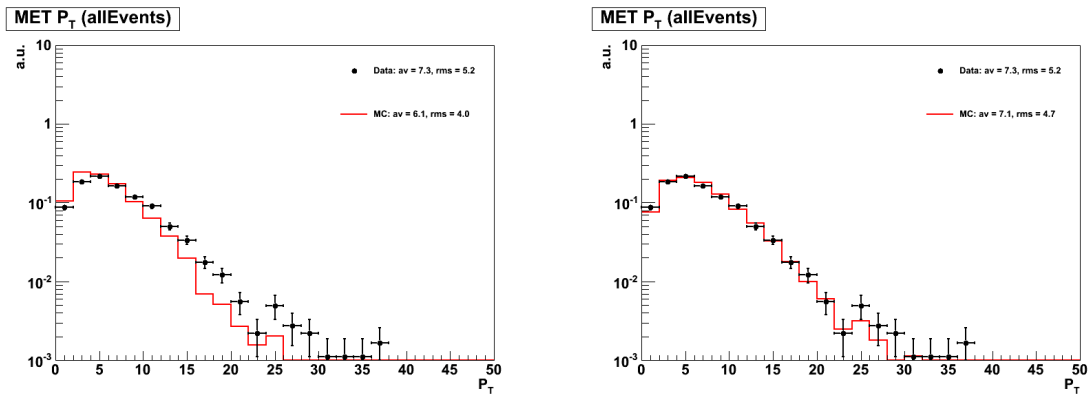 MET P_T (allEvents)
a.u.
10
1
10^-1
10^-2
10^-3
Data: av = 7.3, rms = 5.2
MC: av = 6.1, rms = 4.0
0 5 10 15 20 25 30 35 40 45 50
P_T
MET P_T (allEvents)
a.u.
10
1
10^-1
10^-2
10^-3
Data: av = 7.3, rms = 5.2
MC: av = 7.1, rms = 4.7
0 5 10 15 20 25 30 35 40 45 50
P_T